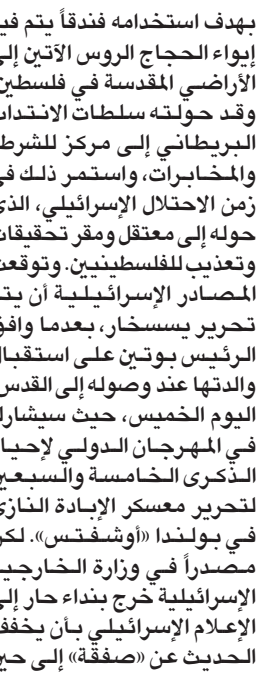 بهدف استخدامه فندقاً يتم فيه
إيواء الحجاج الروس الآتين إلى
الأراضي المقدسة في فلسطين.
وقد حولته سلطات الانتداب
البريطاني إلى مركز للشرطة
والمخابرات، واستمر ذلك في
زمن الاحتلال الإسرائيلي، الذي
حوله إلى معتقل ومقر تحقيقات
وتعذيب للفلسطينيين. وتوقعت
المصادر الإسرائيلية أن يتم
تحرير يسسخار، بعدما وافق
الرئيس بوتين على استقبال
والدتها عند وصوله إلى القدس،
اليوم الخميس، حيث سيشارك
في المهرجان الدولي لإحياء
الذكرى الخامسة والسبعين
لتحرير معسكر الإبادة النازي
في بولندا «أوشفتس». لكن
مصدراً في وزارة الخارجية
الإسرائيلية خرج بنداء حار إلى
الإعلام الإسرائيلي بأن يخفف
الحديث عن «صفقة» إلى حين